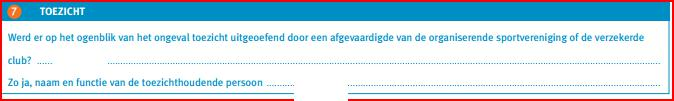 7 TOEZICHT
Werd er op het ogenblik van het ongeval toezicht uitgeoefend door een afgevaardigde van de organiserende sportvereniging of de verzekerde
club? ...... ......................................................................................................
Zo ja, naam en functie van de toezichthoudende persoon .......... ......................................................................................................